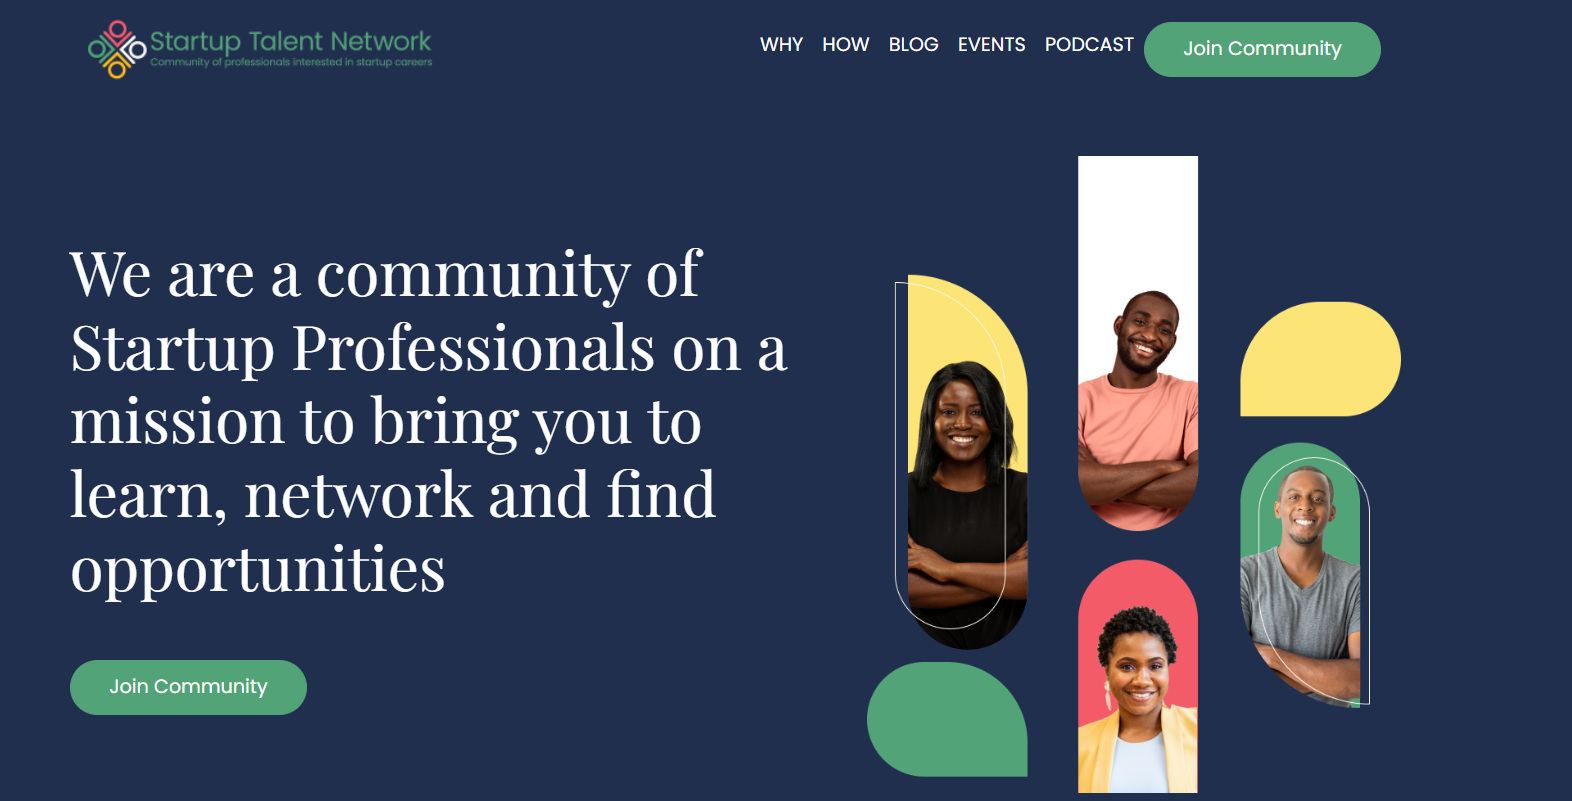 Startup Talent Network
Community of professionals interested in startup careers
WHY HOW BLOG EVENTS PODCAST Join Community
We are a community of
Startup Professionals on a
mission to bring you to
learn, network and find
opportunities
Join Community